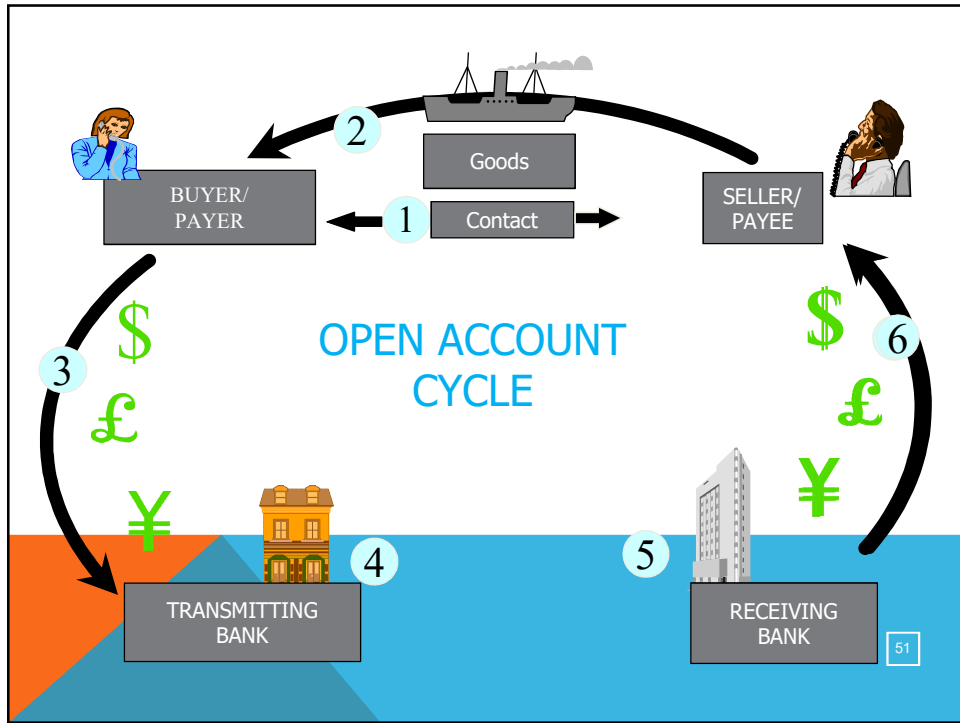 2
Goods
BUYER/
PAYER
1
Contact
SELLER/
PAYEE
$
£
¥
3
OPEN ACCOUNT
CYCLE
$
£
¥
6
4
5
TRANSMITTING
BANK
RECEIVING
BANK
51